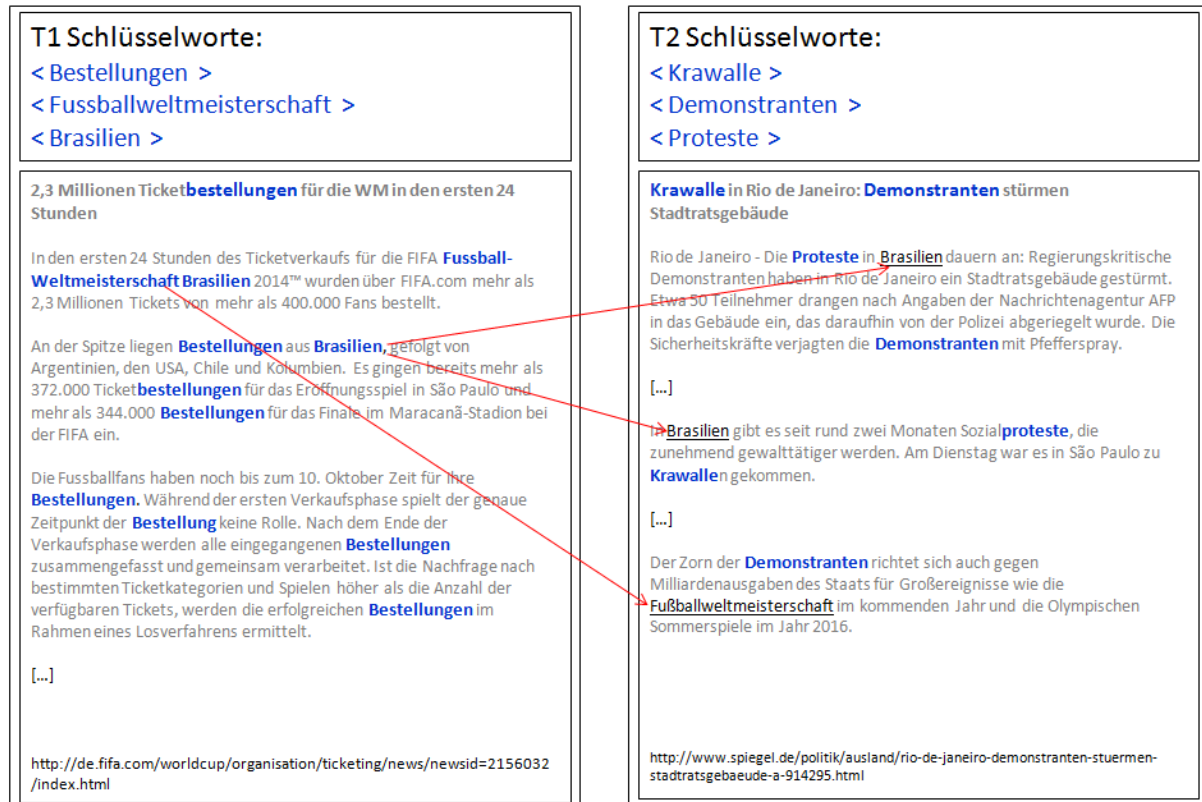 T1 Schlüsselworte:
< Bestellungen >
< Fussballweltmeisterschaft >
< Brasilien >
2,3 Millionen Ticketbestellungen für die WM in den ersten 24
Stunden
In den ersten 24 Stunden des Ticketverkaufs für die FIFA Fussball-
Weltmeisterschaft Brasilien 2014™ wurden über FIFA.com mehr als
2,3 Millionen Tickets von mehr als 400.000 Fans bestellt.
An der Spitze liegen Bestellungen aus Brasilien, gefolgt von
Argentinien, den USA, Chile und Kolumbien. Es gingen bereits mehr als
372.000 Ticketbestellungen für das Eröffnungsspiel in São Paulo und
mehr als 344.000 Bestellungen für das Finale im Maracanã-Stadion bei
der FIFA ein.
Die Fussballfans haben noch bis zum 10. Oktober Zeit für ihre
Bestellungen. Während der ersten Verkaufsphase spielt der genaue
Zeitpunkt der Bestellung keine Rolle. Nach dem Ende der
Verkaufsphase werden alle eingegangenen Bestellungen
zusammengefasst und gemeinsam verarbeitet. Ist die Nachfrage nach
bestimmten Ticketkategorien und Spielen höher als die Anzahl der
verfügbaren Tickets, werden die erfolgreichen Bestellungen im
Rahmen eines Losverfahrens ermittelt.
[...]
http://de.fifa.com/worldcup/organisation/ticketing/news/newsid=2156032
/index.html
T2 Schlüsselworte:
< Krawalle >
< Demonstranten >
< Proteste >
Krawalle in Rio de Janeiro: Demonstranten stürmen
Stadtratsgebäude
Rio de Janeiro - Die Proteste in Brasilien dauern an: Regierungskritische
Demonstranten haben in Rio de Janeiro ein Stadtratsgebäude gestürmt.
Etwa 50 Teilnehmer drangen nach Angaben der Nachrichtenagentur AFP
in das Gebäude ein, das daraufhin von der Polizei abgeriegelt wurde. Die
Sicherheitskräfte verjagten die Demonstranten mit Pfefferspray.
[...]
In Brasilien gibt es seit rund zwei Monaten Sozialproteste, die
zunehmend gewalttätiger werden. Am Dienstag war es in São Paulo zu
Krawallen gekommen.
[...]
Der Zorn der Demonstranten richtet sich auch gegen
Milliardenausgaben des Staats für Großereignisse wie die
Fußballweltmeisterschaft im kommenden Jahr und die Olympischen
Sommerspiele im Jahr 2016.
http://www.spiegel.de/politik/ausland/rio-de-janeiro-demonstranten-stuermen-
stadtratsgebaeude-a-914295.html